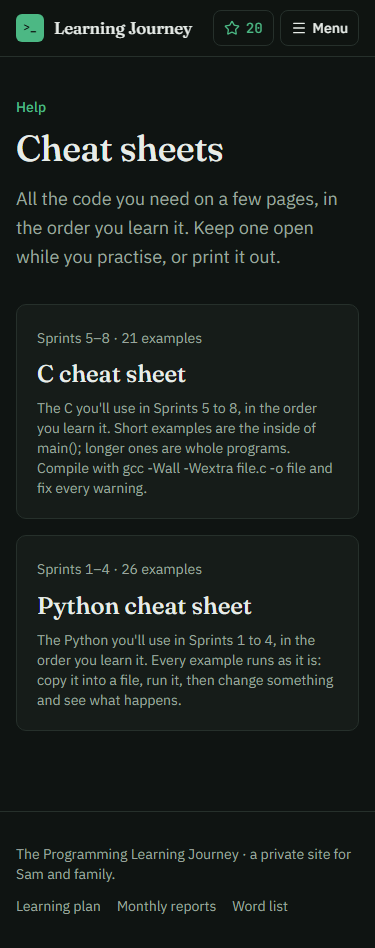 >_ Learning Journey 20 Menu
Help
Cheat sheets
All the code you need on a few pages, in
the order you learn it. Keep one open
while you practise, or print it out.
Sprints 5–8 · 21 examples
C cheat sheet
The C you'll use in Sprints 5 to 8, in the order
you learn it. Short examples are the inside of
main(); longer ones are whole programs.
Compile with gcc -Wall -Wextra file.c -o file and
fix every warning.
Sprints 1–4 · 26 examples
Python cheat sheet
The Python you'll use in Sprints 1 to 4, in the
order you learn it. Every example runs as it is:
copy it into a file, run it, then change something
and see what happens.
The Programming Learning Journey · a private site for
Sam and family.
Learning plan Monthly reports Word list